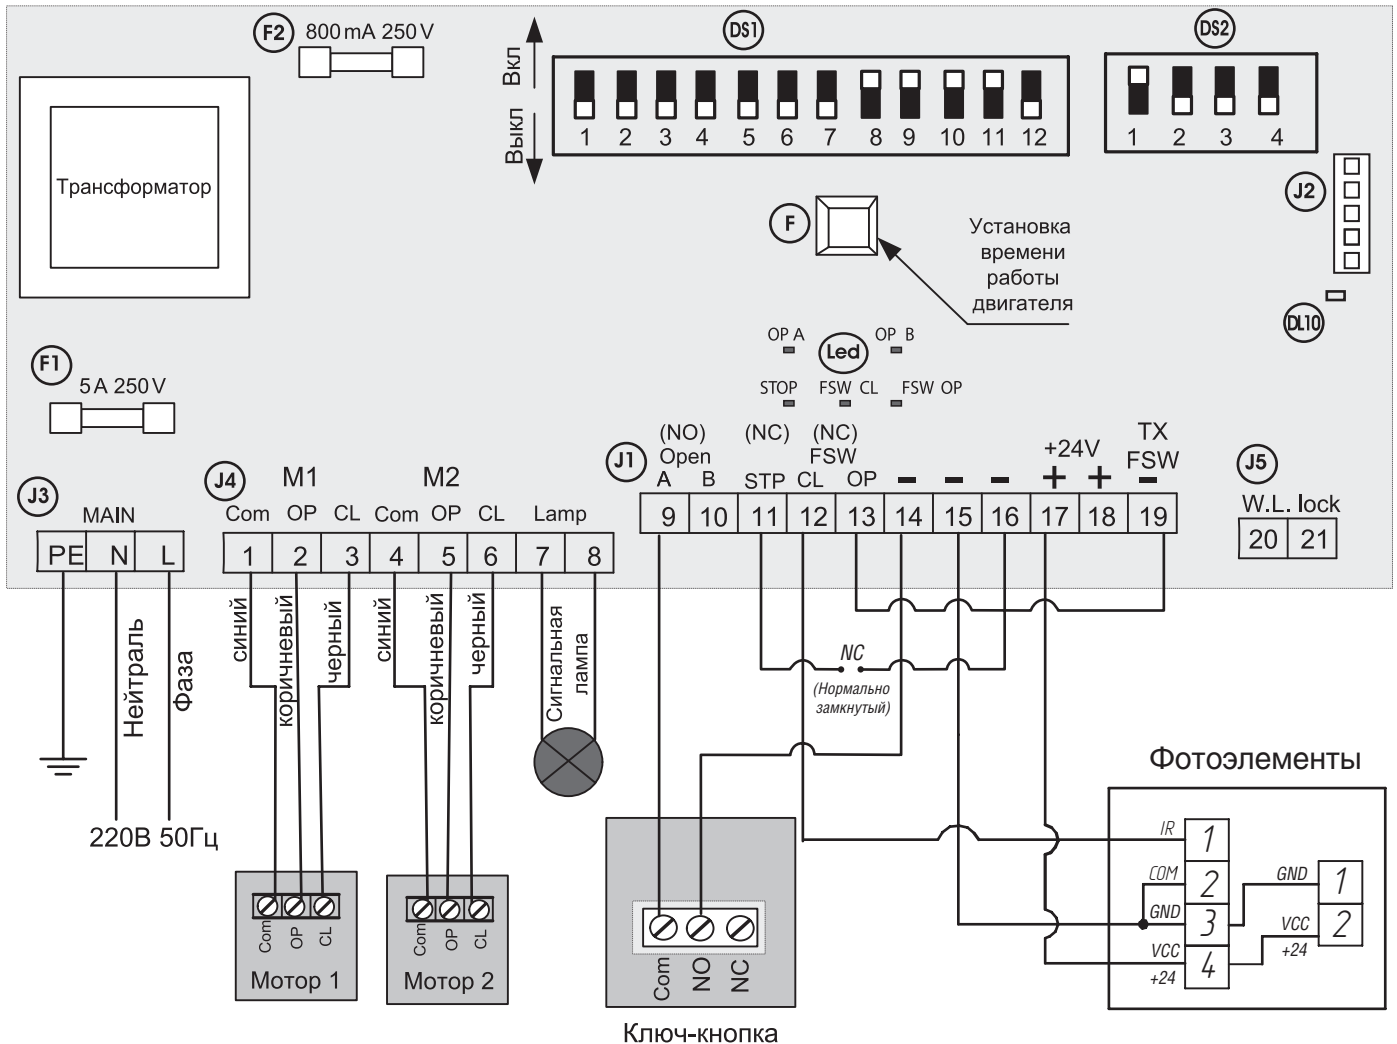 F2 800mA 250V
DS1
DS2
Вкл
Выкл
1 2 3 4 5 6 7 8 9 10 11 12
1 2 3 4
Трансформатор
J2
F
Установка
времени
работы
двигателя
DL10
OP A
Led
OP B
STOP FSW CL FSW OP
F1
5A 250V
J3
MAIN
PE N L
J4
M1 M2
Com OP CL Com OP CL Lamp
1 2 3 4 5 6 7 8
J1
(NO)
Open
A B
(NC)
STP
(NC)
FSW
CL OP
- - -
+24V
+ +
TX
FSW
-
9 10 11 12 13 14 15 16 17 18 19
J5
W.L. lock
20 21
Нейтраль
Фаза
220В 50Гц
синий
коричневый
черный
синий
коричневый
черный
Сигнальная
лампа
NC
(Нормально
замкнутый)
Com OP CL
Мотор 1
Com OP CL
Мотор 2
Com NO NC
Ключ-кнопка
Фотоэлементы
IR 1
COM 2
GND 3
VCC 4
+24
GND 1
VCC 2
+24